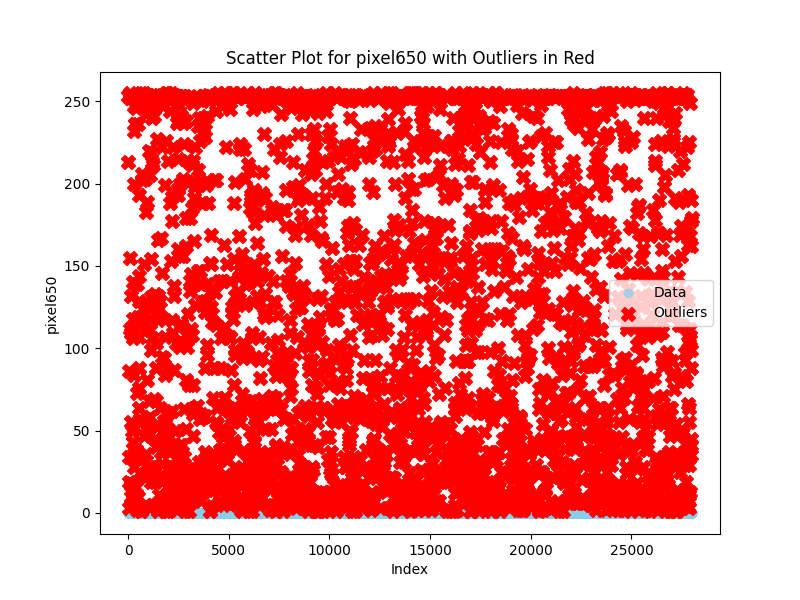 Scatter Plot for pixel650 with Outliers in Red
250
200
150
100
50
0
pixel650
Data
Outliers
0 5000 10000 15000 20000 25000
Index